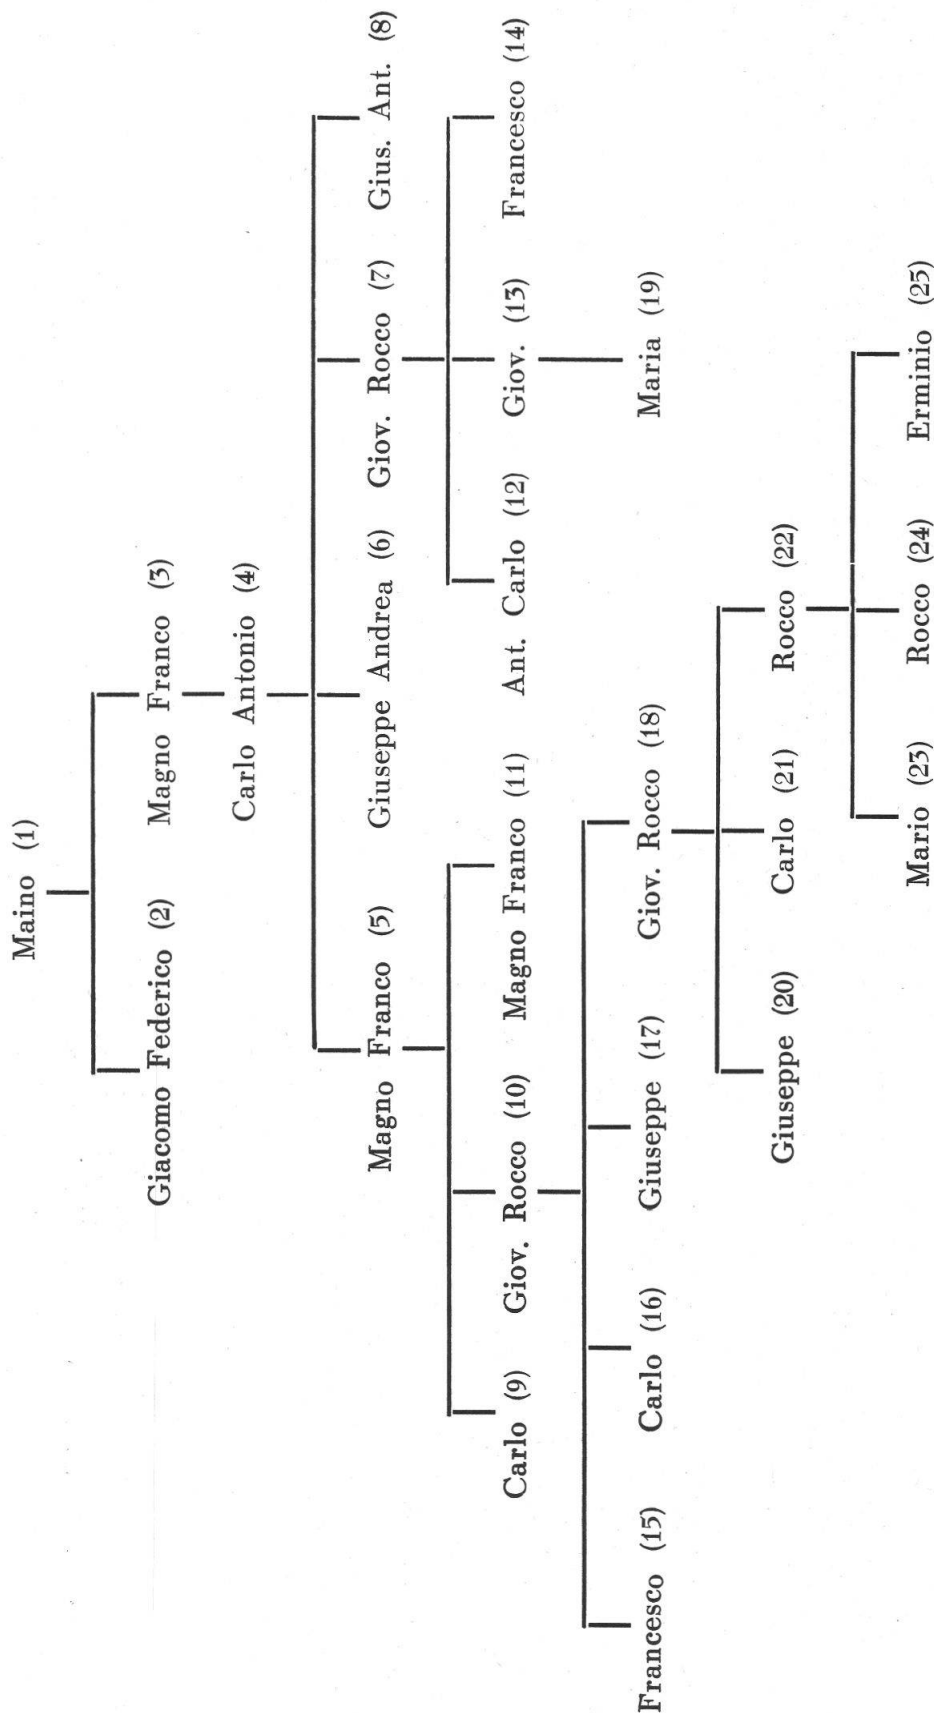 Maino (1)
Giacomo Federico (2) Magno Franco (3)
Carlo Antonio (4)
Magno Franco (5) Giuseppe Andrea (6) Giov. Rocco (7) Gius. Ant. (8)
Carlo (9) Giov. Rocco (10) Magno Franco (11) Ant. Carlo (12) Giov. (13) Francesco (14)
Francesco (15) Carlo (16) Giuseppe (17) Giov. Rocco (18) Maria (19)
Giuseppe (20) Carlo (21) Rocco (22)
Mario (23) Rocco (24) Erminio (25)